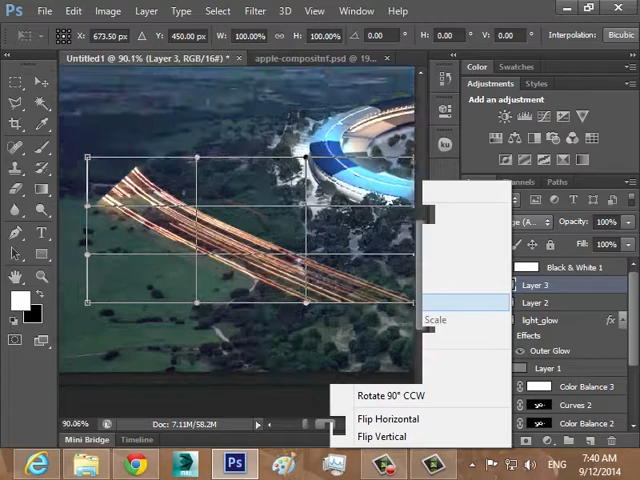 Ps File Edit Image Layer Type Select Filter 3D View Window Help
X: 673.50 px Y: 450.00 px W: 100.00% H: 100.00% 0.00 ° H: 0.00 ° V: 0.00 ° Interpolation: Bicubic
Untitled1 @ 90.1% (Layer 3, RGB/16#) * × apple-compositnf.psd @ 19... ×
Color Swatches
Adjustments Styles
Add an adjustment
Channels Paths
Opacity: 100%
Fill: 100%
Black & White 1
Layer 3
Layer 2
Scale
light_glow fx
Effects
Outer Glow
Layer 1
Color Balance 3
Rotate 90° CCW
Curves 2
Flip Horizontal
Color Balance 2
90.06% Doc: 7.11M/58.2M
Flip Vertical
Mini Bridge Timeline
Ps ENG 7:40 AM
9/12/2014